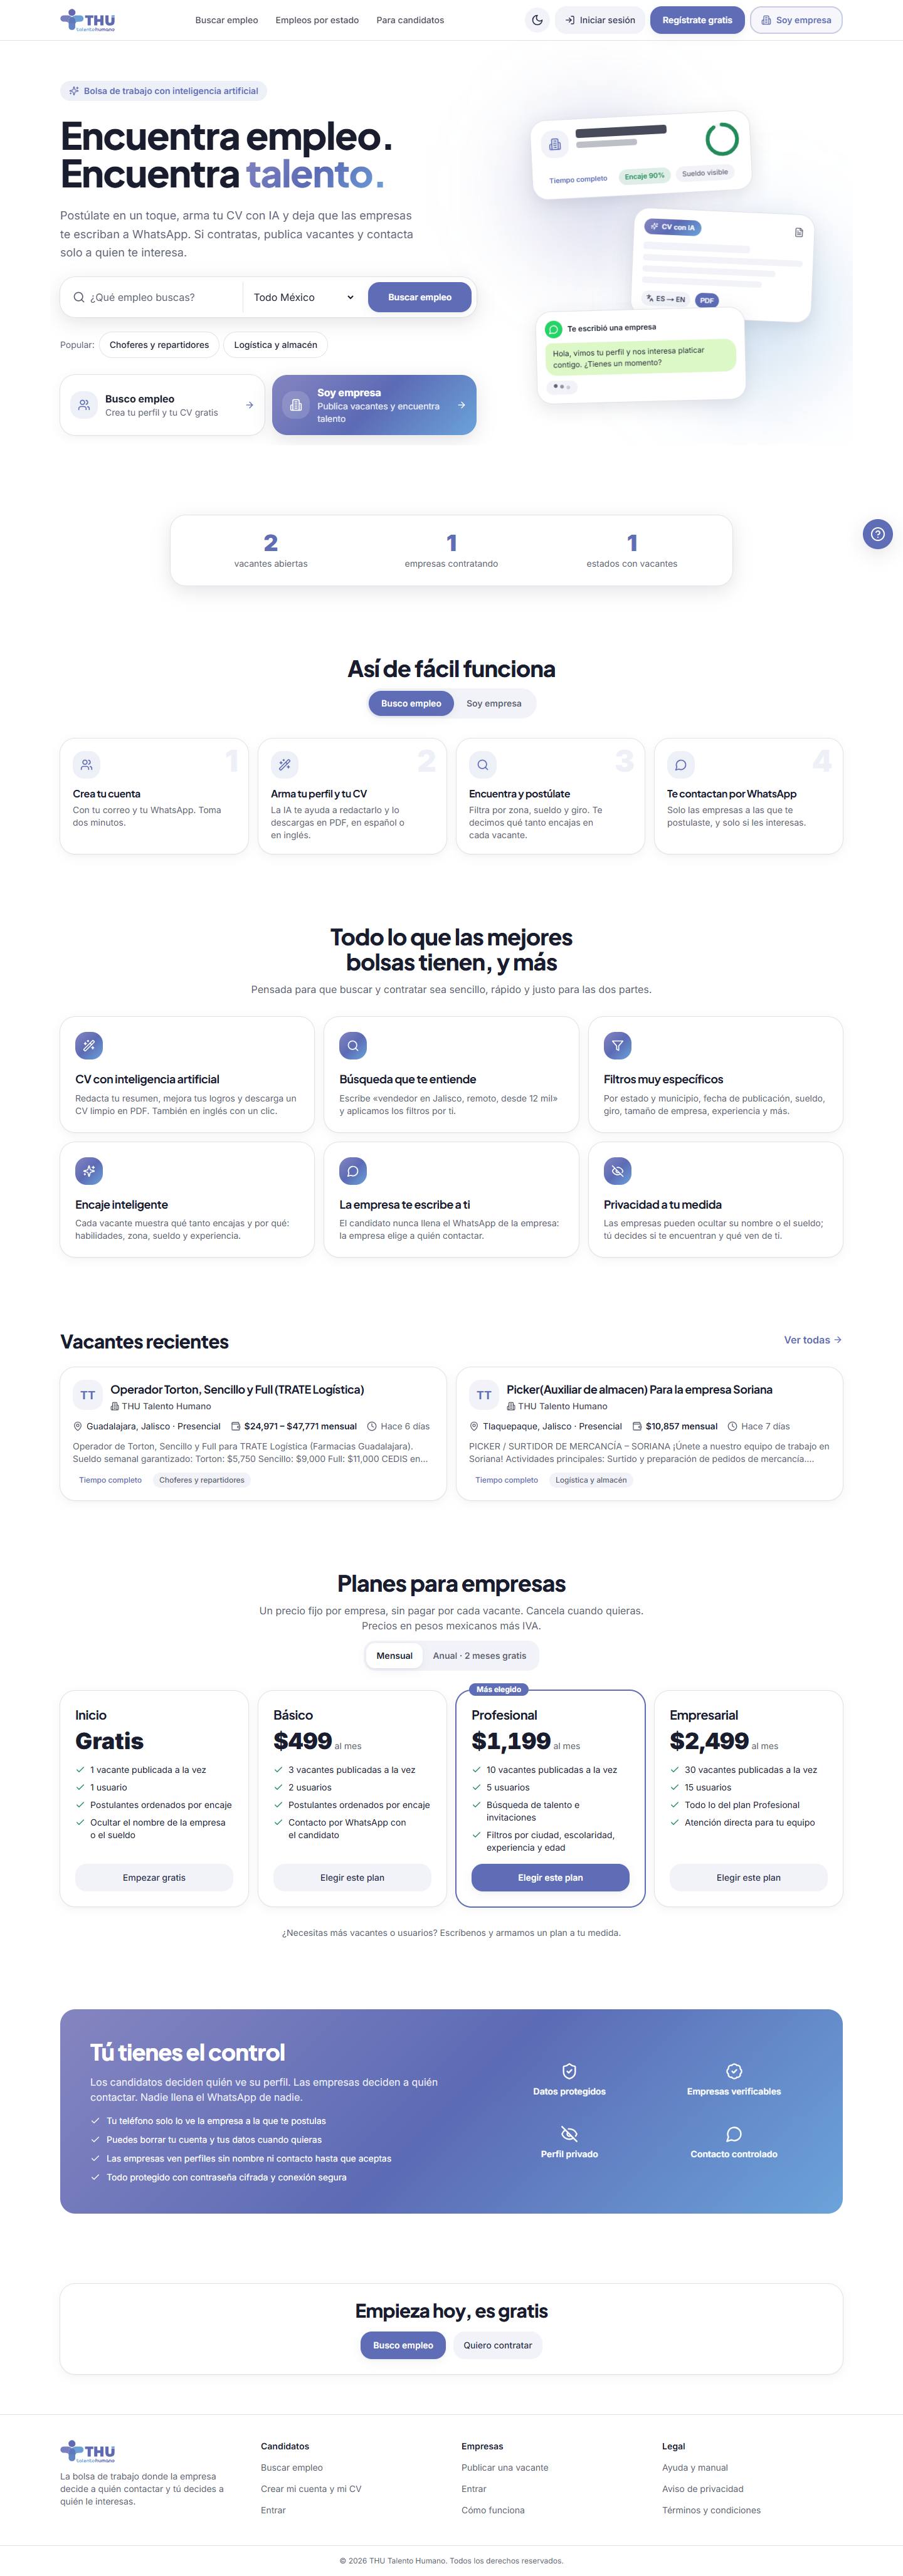 THU
talentohumano
Buscar empleo
Empleos por estado
Para candidatos
Iniciar sesión
Regístrate gratis
Soy empresa
Bolsa de trabajo con inteligencia artificial
Encuentra empleo.
Encuentra talento.
Postúlate en un toque, arma tu CV con IA y deja que las empresas
te escriban a WhatsApp. Si contratas, publica vacantes y contacta
solo a quien te interesa.
¿Qué empleo buscas?
Todo México
Buscar empleo
Popular:
Choferes y repartidores
Logística y almacén
Busco empleo
Crea tu perfil y tu CV gratis
Soy empresa
Publica vacantes y encuentra
talento
Tiempo completo
Encaje 90%
Sueldo visible
CV con IA
ES → EN
PDF
Te escribió una empresa
Hola, vimos tu perfil y nos interesa platicar
contigo. ¿Tienes un momento?
2
vacantes abiertas
1
empresas contratando
1
estados con vacantes
Así de fácil funciona
Busco empleo
Soy empresa
1
Crea tu cuenta
Con tu correo y tu WhatsApp. Toma
dos minutos.
2
Arma tu perfil y tu CV
La IA te ayuda a redactarlo y lo
descargas en PDF, en español o
en inglés.
3
Encuentra y postúlate
Filtra por zona, sueldo y giro. Te
decimos qué tanto encajas en
cada vacante.
4
Te contactan por WhatsApp
Solo las empresas a las que te
postulaste, y solo si les interesas.
Todo lo que las mejores
bolsas tienen, y más
Pensada para que buscar y contratar sea sencillo, rápido y justo para las dos partes.
CV con inteligencia artificial
Redacta tu resumen, mejora tus logros y descarga un
CV limpio en PDF. También en inglés con un clic.
Búsqueda que te entiende
Escribe «vendedor en Jalisco, remoto, desde 12 mil»
y aplicamos los filtros por ti.
Filtros muy específicos
Por estado y municipio, fecha de publicación, sueldo,
giro, tamaño de empresa, experiencia y más.
Encaje inteligente
Cada vacante muestra qué tanto encajas y por qué:
habilidades, zona, sueldo y experiencia.
La empresa te escribe a ti
El candidato nunca llena el WhatsApp de la empresa:
la empresa elige a quién contactar.
Privacidad a tu medida
Las empresas pueden ocultar su nombre o el sueldo;
tú decides si te encuentran y qué ven de ti.
Vacantes recientes
Ver todas →
TT
Operador Torton, Sencillo y Full (TRATE Logística)
THU Talento Humano
Guadalajara, Jalisco · Presencial
$24,971 – $47,771 mensual
Hace 6 días
Operador de Torton, Sencillo y Full para TRATE Logística (Farmacias Guadalajara).
Sueldo semanal garantizado: Torton: $5,750 Sencillo: $9,000 Full: $11,000 CEDIS en...
Tiempo completo
Choferes y repartidores
TT
Picker(Auxiliar de almacen) Para la empresa Soriana
THU Talento Humano
Tlaquepaque, Jalisco · Presencial
$10,857 mensual
Hace 7 días
PICKER / SURTIDOR DE MERCANCÍA – SORIANA ¡Únete a nuestro equipo de trabajo en
Soriana! Actividades principales: Surtido y preparación de pedidos de mercancía....
Tiempo completo
Logística y almacén
Planes para empresas
Un precio fijo por empresa, sin pagar por cada vacante. Cancela cuando quieras.
Precios en pesos mexicanos más IVA.
Mensual
Anual · 2 meses gratis
Inicio
Gratis
1 vacante publicada a la vez
1 usuario
Postulantes ordenados por encaje
Ocultar el nombre de la empresa
o el sueldo
Empezar gratis
Básico
$499 al mes
3 vacantes publicadas a la vez
2 usuarios
Postulantes ordenados por encaje
Contacto por WhatsApp con
el candidato
Elegir este plan
Más elegido
Profesional
$1,199 al mes
10 vacantes publicadas a la vez
5 usuarios
Búsqueda de talento e
invitaciones
Filtros por ciudad, escolaridad,
experiencia y edad
Elegir este plan
Empresarial
$2,499 al mes
30 vacantes publicadas a la vez
15 usuarios
Todo lo del plan Profesional
Atención directa para tu equipo
Elegir este plan
¿Necesitas más vacantes o usuarios? Escríbenos y armamos un plan a tu medida.
Tú tienes el control
Los candidatos deciden quién ve su perfil. Las empresas deciden a quién
contactar. Nadie llena el WhatsApp de nadie.
Tu teléfono solo lo ve la empresa a la que te postulas
Puedes borrar tu cuenta y tus datos cuando quieras
Las empresas ven perfiles sin nombre ni contacto hasta que aceptas
Todo protegido con contraseña cifrada y conexión segura
Datos protegidos
Empresas verificables
Perfil privado
Contacto controlado
Empieza hoy, es gratis
Busco empleo
Quiero contratar
THU
talentohumano
La bolsa de trabajo donde la empresa
decide a quién contactar y tú decides a
quién le interesas.
Candidatos
Buscar empleo
Crear mi cuenta y mi CV
Entrar
Empresas
Publicar una vacante
Entrar
Cómo funciona
Legal
Ayuda y manual
Aviso de privacidad
Términos y condiciones
© 2026 THU Talento Humano. Todos los derechos reservados.